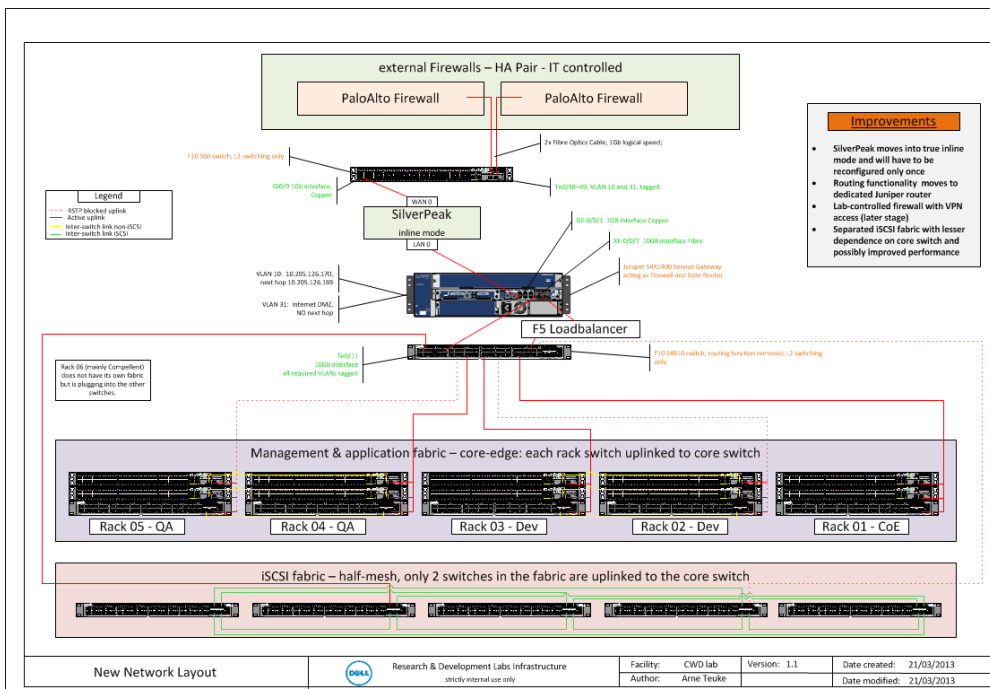 external Firewalls – HA Pair - IT controlled
PaloAlto Firewall
PaloAlto Firewall
2x Fibre Optics Cable; 1Gb logical speed;
F10 S60 switch, L2 switching only
Gi0/0 1Gb interface,
Copper
Te0/48+49; VLAN 10 and 31, tagged.
Improvements
• SilverPeak moves into true inline
mode and will have to be
reconfigured only once
• Routing functionality moves to
dedicated Juniper router
• Lab-controlled firewall with VPN
access (later stage)
• Separated iSCSI fabric with lesser
dependence on core switch and
possibly improved performance
Legend
RSTP blocked uplink
Active uplink
Inter-switch link non-iSCSI
Inter-switch link iSCSI
WAN 0
SilverPeak
inline mode
LAN 0
GE-0/0/1 1GB interface Copper
XE-0/0/7 10GB interface Fibre
Juniper SRX1400 Service Gateway
acting as Firewall and Core Router
VLAN 10: 10.205.126.170,
next hop 10.205.126.169
VLAN 31: Internet DMZ,
NO next hop
F5 Loadbalancer
Te0/11
10Gb interface
all required VLANs tagged
F10 S4810 switch, routing function removed, L2 switching
only
Rack 06 (mainly Compellent)
does not have its own fabric
but is plugging into the other
switches.
Management & application fabric – core-edge: each rack switch uplinked to core switch
Rack 05 - QA
Rack 04 - QA
Rack 03 - Dev
Rack 02 - Dev
Rack 01 - CoE
iSCSI fabric – half-mesh, only 2 switches in the fabric are uplinked to the core switch
New Network Layout
DELL
Research & Development Labs Infrastructure
strictly internal use only
Facility: CWD lab
Version: 1.1
Date created: 21/03/2013
Author: Arne Teuke
Date modified: 21/03/2013